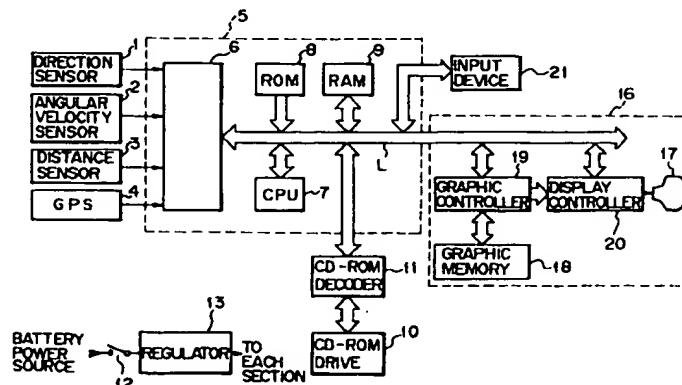 5
1
DIRECTION
SENSOR
2
ANGULAR
VELOCITY
SENSOR
3
DISTANCE
SENSOR
4
GPS
6
8
ROM
9
RAM
INPUT
DEVICE
21
L
CPU
7
16
19
GRAPHIC
CONTROLLER
DISPLAY
CONTROLLER
17
20
GRAPHIC
MEMORY
18
CD-ROM
DECODER
11
CD-ROM
DRIVE
10
BATTERY
POWER
SOURCE
12
13
REGULATOR
TO
EACH
SECTION